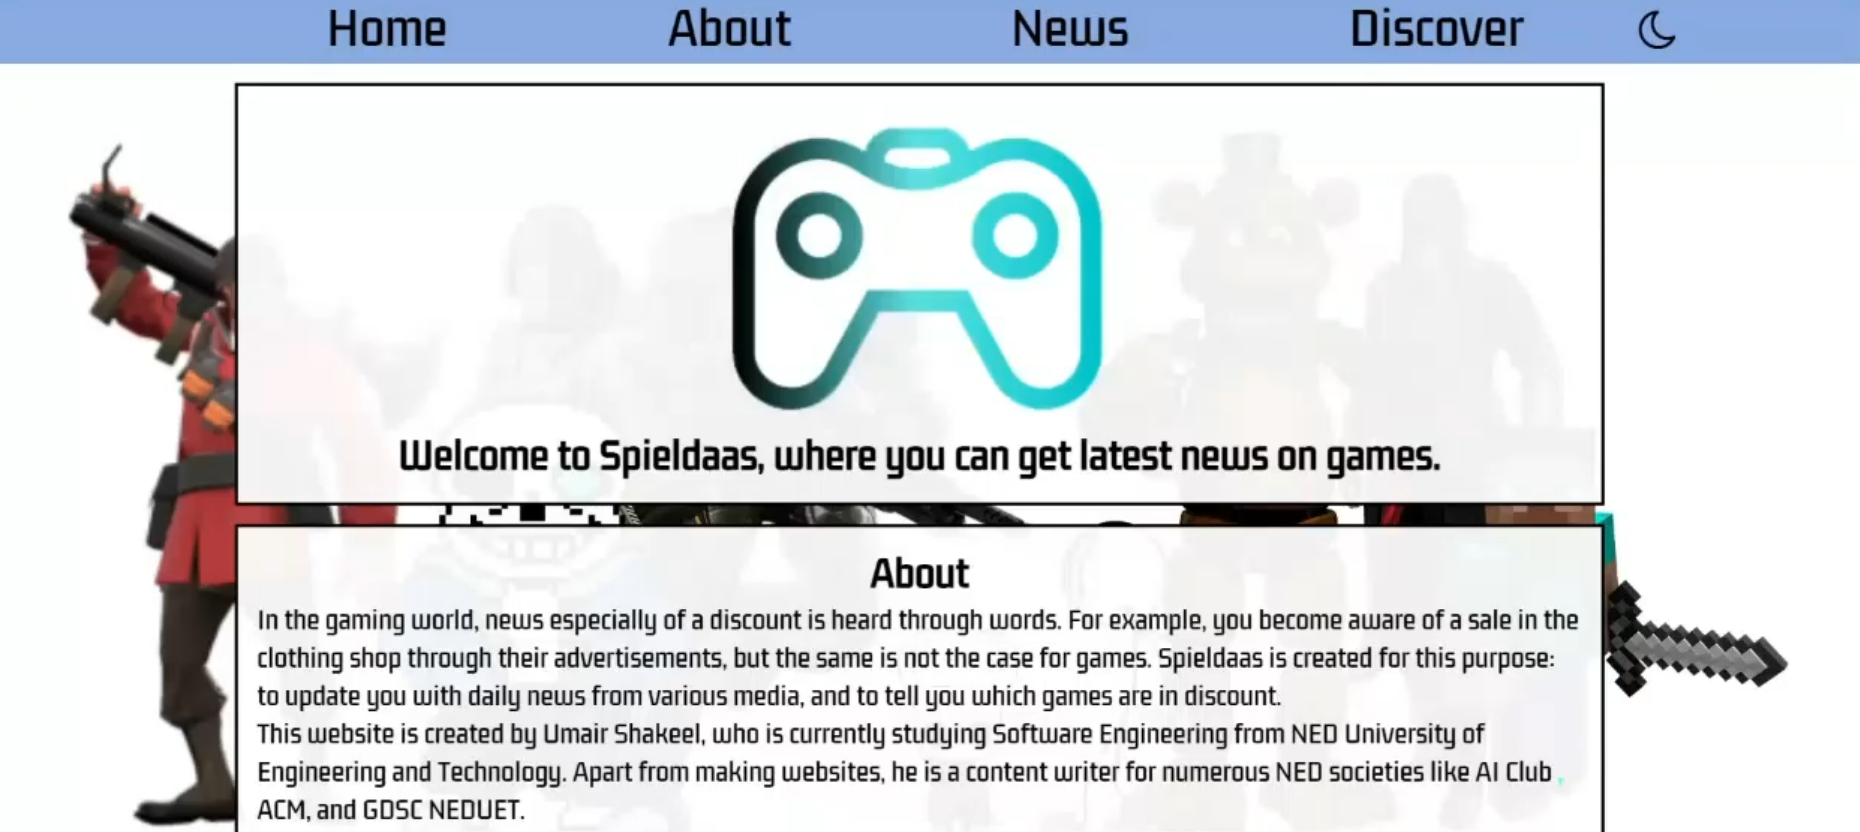 Home About News Discover
Welcome to Spieldaas, where you can get latest news on games.
About
In the gaming world, news especially of a discount is heard through words. For example, you become aware of a sale in the
clothing shop through their advertisements, but the same is not the case for games. Spieldaas is created for this purpose:
to update you with daily news from various media, and to tell you which games are in discount.
This website is created by Umair Shakeel, who is currently studying Software Engineering from NED University of
Engineering and Technology. Apart from making websites, he is a content writer for numerous NED societies like AI Club ,
ACM, and GDSC NEDUET.